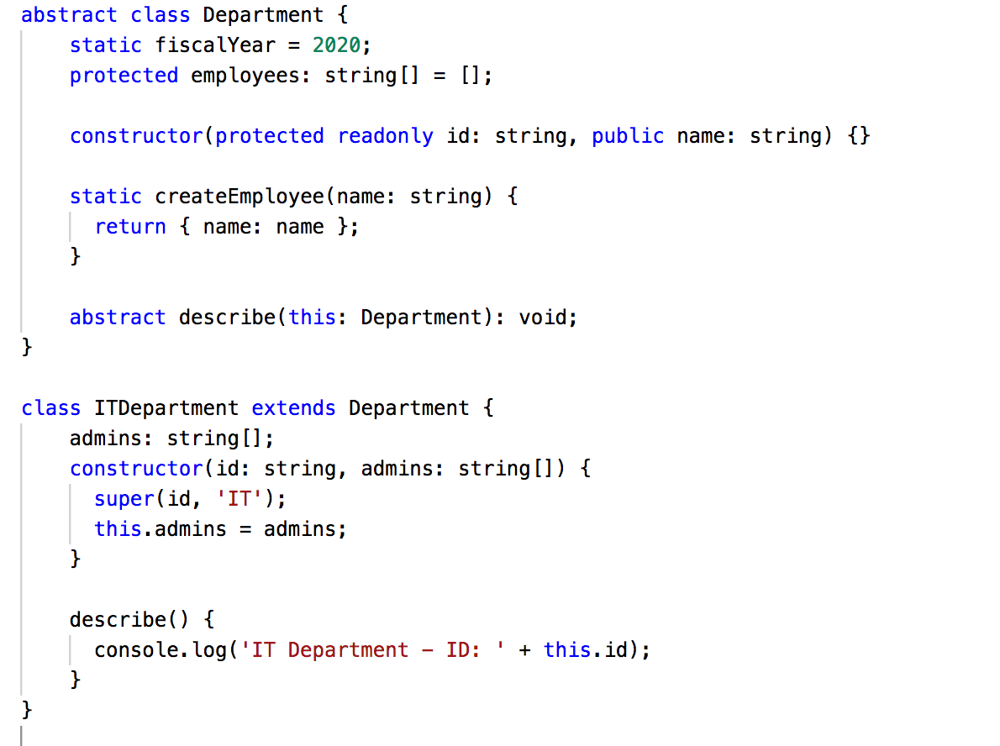 abstract class Department {
    static fiscalYear = 2020;
    protected employees: string[] = [];

    constructor(protected readonly id: string, public name: string) {}

    static createEmployee(name: string) {
      return { name: name };
    }

    abstract describe(this: Department): void;
}

class ITDepartment extends Department {
    admins: string[];
    constructor(id: string, admins: string[]) {
      super(id, 'IT');
      this.admins = admins;
    }

    describe() {
      console.log('IT Department – ID: ' + this.id);
    }
}